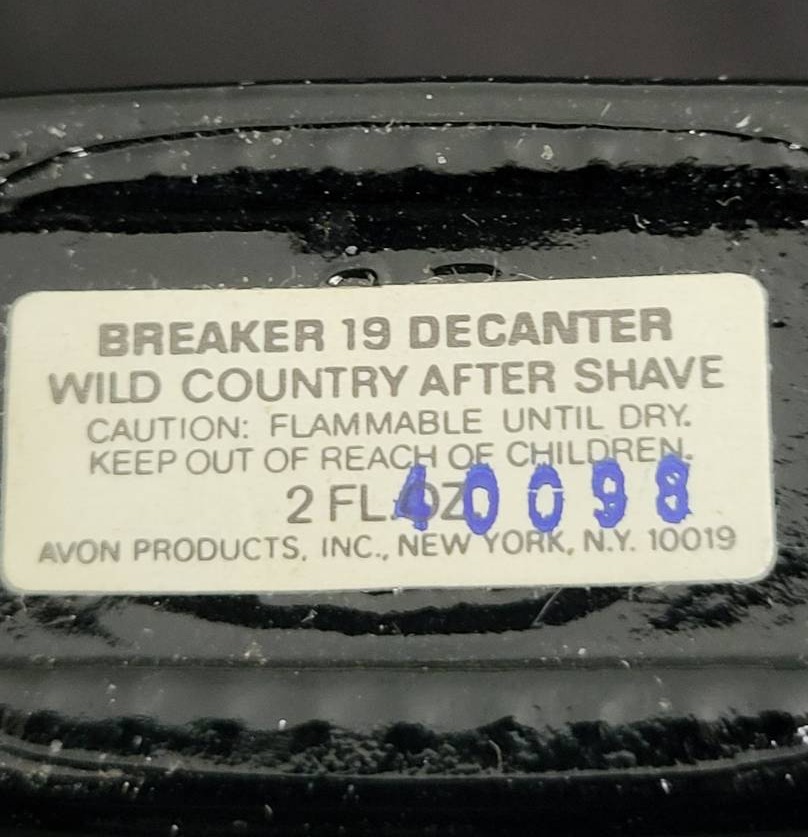 BREAKER 19 DECANTER
WILD COUNTRY AFTER SHAVE
CAUTION: FLAMMABLE UNTIL DRY.
KEEP OUT OF REACH OF CHILDREN.
2 FL. OZ. 40098
AVON PRODUCTS, INC., NEW YORK, N.Y. 10019